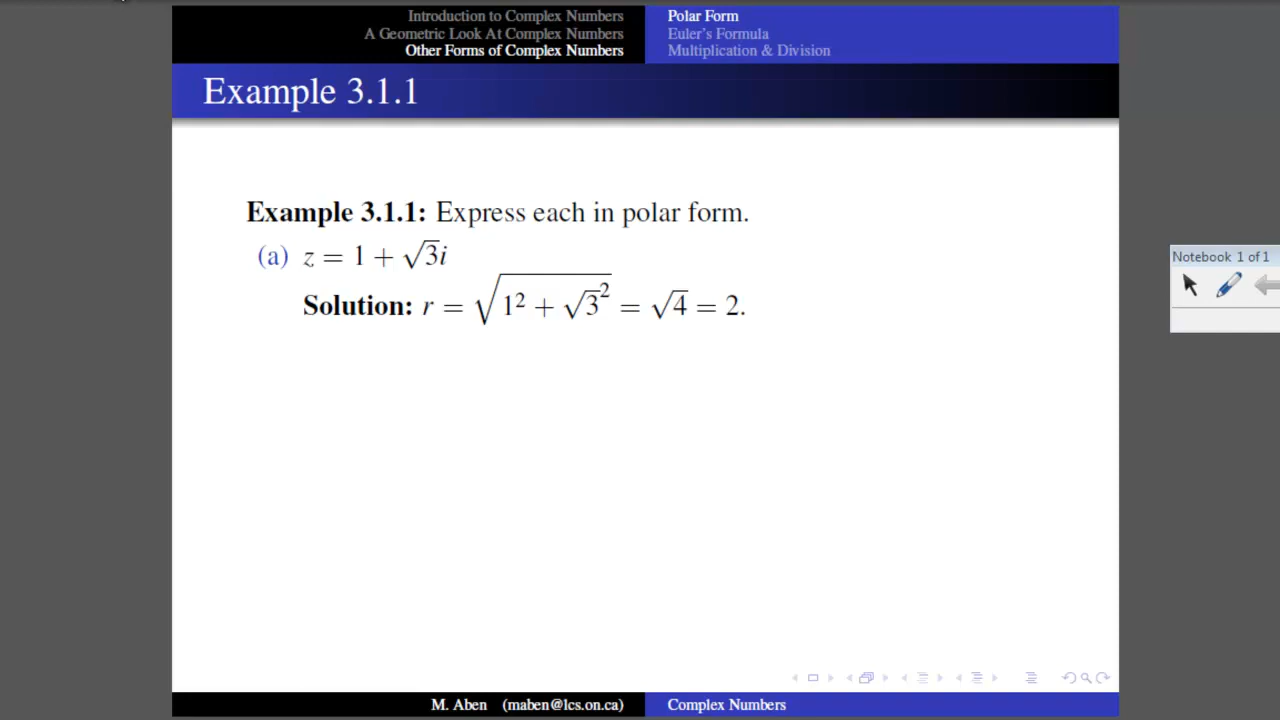 Introduction to Complex Numbers
A Geometric Look At Complex Numbers
Other Forms of Complex Numbers
Polar Form
Euler's Formula
Multiplication & Division
Example 3.1.1
Example 3.1.1: Express each in polar form.
(a) z = 1 + √3i
Solution: r = √(1² + √3²) = √4 = 2.
Notebook 1 of 1
M. Aben (maben@lcs.on.ca)
Complex Numbers